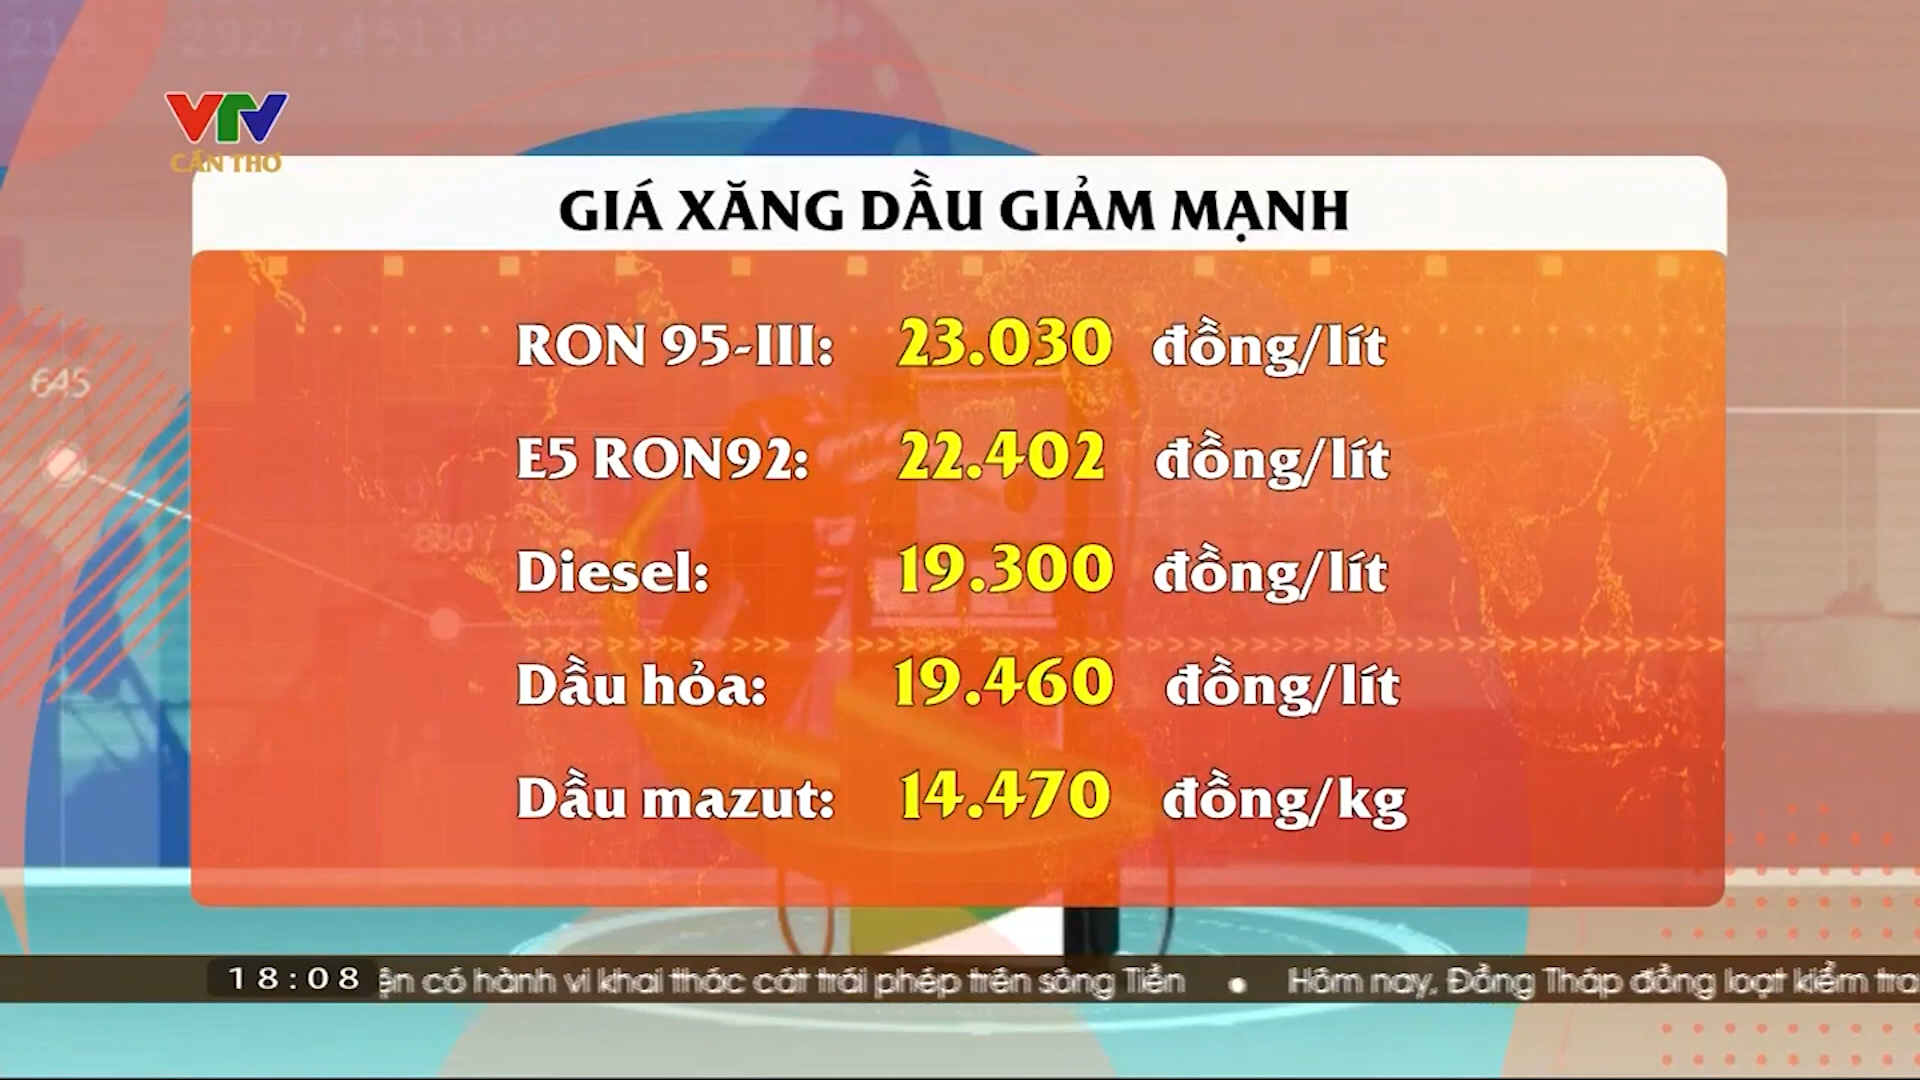 VTV
CẦN THƠ
GIÁ XĂNG DẦU GIẢM MẠNH
RON 95-III: 23.030 đồng/lít
E5 RON92: 22.402 đồng/lít
Diesel: 19.300 đồng/lít
Dầu hỏa: 19.460 đồng/lít
Dầu mazut: 14.470 đồng/kg
645
880
663
18:08 có hành vi khai thác cát trái phép trên sông Tiền • Hôm nay, Đồng Tháp đồng loạt kiểm tra